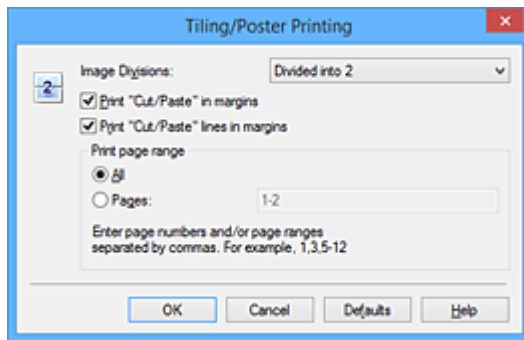 Tiling/Poster Printing
Image Divisions: Divided into 2
2
Print "Cut/Paste" in margins
Print "Cut/Paste" lines in margins
Print page range
All
Pages: 1-2
Enter page numbers and/or page ranges
separated by commas. For example, 1,3,5-12
OK Cancel Defaults Help